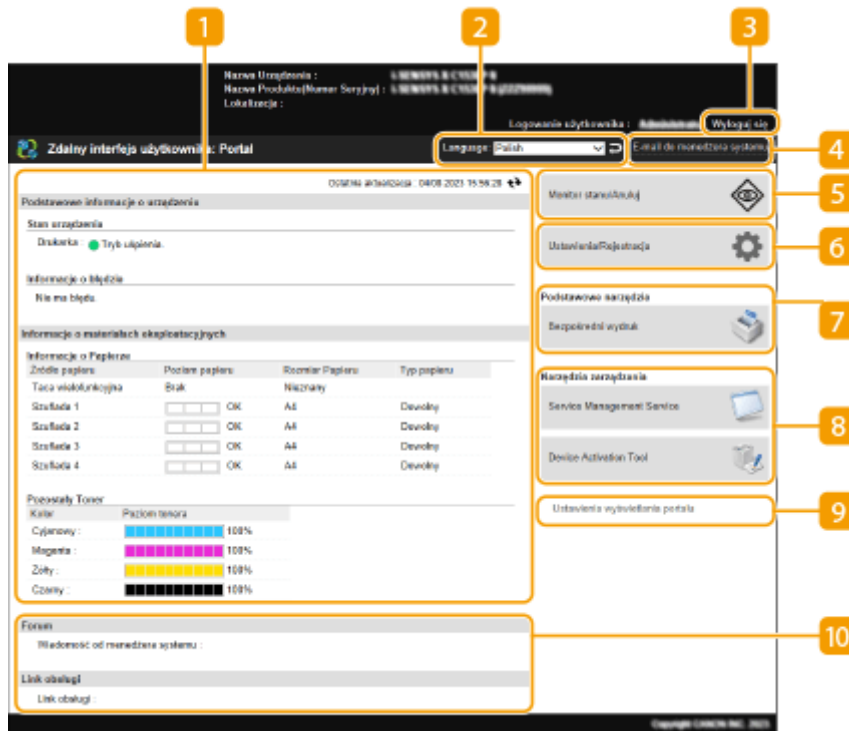 1
2
3
Nazwa Urządzenia :
Nazwa Produktu(Numer Seryjny) :
Lokalizacja :
Logowanie użytkownika : Wyloguj się
Zdalny interfejs użytkownika: Portal
Language: Polish
E-mail do menedżera systemu
4
Ostatnia aktualizacja : 04/08 2023 15:56:28
Podstawowe informacje o urządzeniu
Stan urządzenia
Drukarka : Tryb uśpienia.
Informacje o błędzie
Nie ma błędu.
Informacje o materiałach eksploatacyjnych
Informacje o Papierze
Źródło papieru Poziom papieru Rozmiar Papieru Typ papieru
Taca wielofunkcyjna Brak Nieznany
Szuflada 1 OK A4 Dowolny
Szuflada 2 OK A4 Dowolny
Szuflada 3 OK A4 Dowolny
Szuflada 4 OK A4 Dowolny
Pozostały Toner
Kolor Poziom tonera
Cyjanowy : 100%
Magenta : 100%
Żółty : 100%
Czarny : 100%
Monitor stanu/Anuluj
5
Ustawienia/Rejestracja
6
Podstawowe narzędzia
Bezpośredni wydruk
7
Narzędzia zarządzania
Service Management Service
Device Activation Tool
8
Ustawienia wyświetlania portalu
9
Forum
Wiadomość od menedżera systemu :
Link obsługi
Link obsługi :
10
Copyright CANON INC. 2023